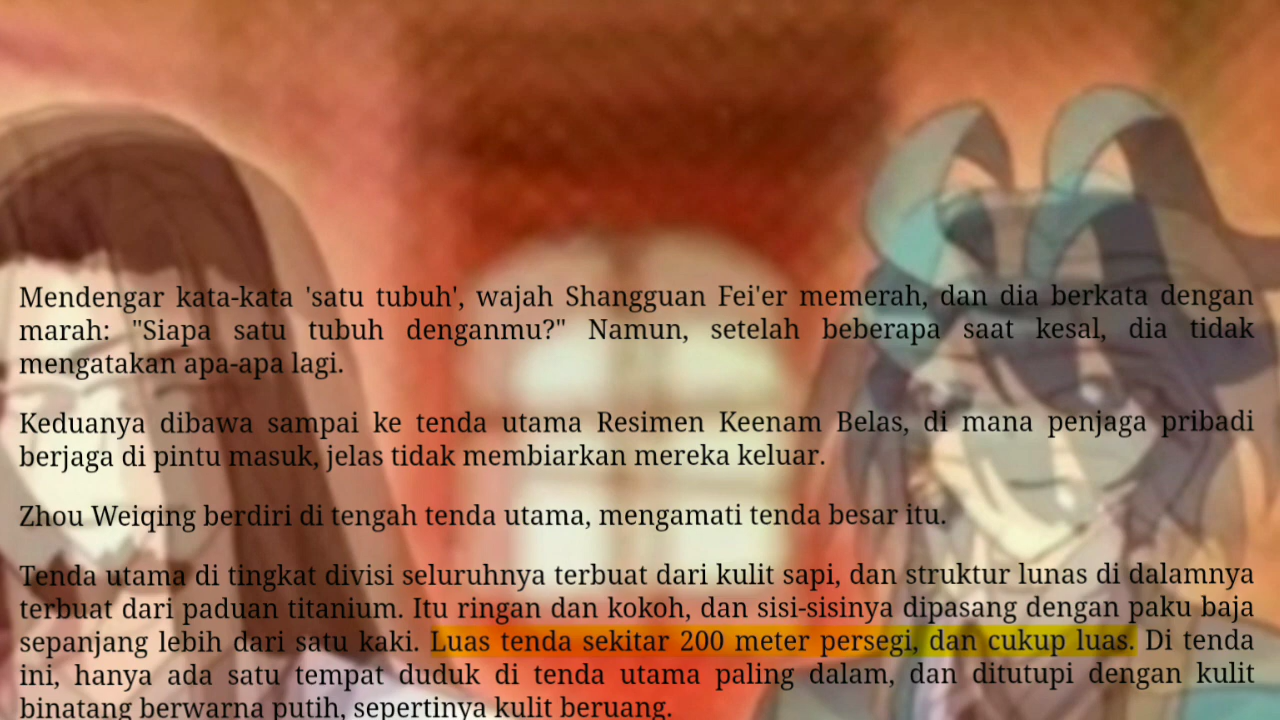 Mendengar kata-kata 'satu tubuh', wajah Shangguan Fei'er memerah, dan dia berkata dengan
marah: "Siapa satu tubuh denganmu?" Namun, setelah beberapa saat kesal, dia tidak
mengatakan apa-apa lagi.
Keduanya dibawa sampai ke tenda utama Resimen Keenam Belas, di mana penjaga pribadi
berjaga di pintu masuk, jelas tidak membiarkan mereka keluar.
Zhou Weiqing berdiri di tengah tenda utama, mengamati tenda besar itu.
Tenda utama di tingkat divisi seluruhnya terbuat dari kulit sapi, dan struktur lunas di dalamnya
terbuat dari paduan titanium. Itu ringan dan kokoh, dan sisi-sisinya dipasang dengan paku baja
sepanjang lebih dari satu kaki. Luas tenda sekitar 200 meter persegi, dan cukup luas. Di tenda
ini, hanya ada satu tempat duduk di tenda utama paling dalam, dan ditutupi dengan kulit
binatang berwarna putih, sepertinya kulit beruang.